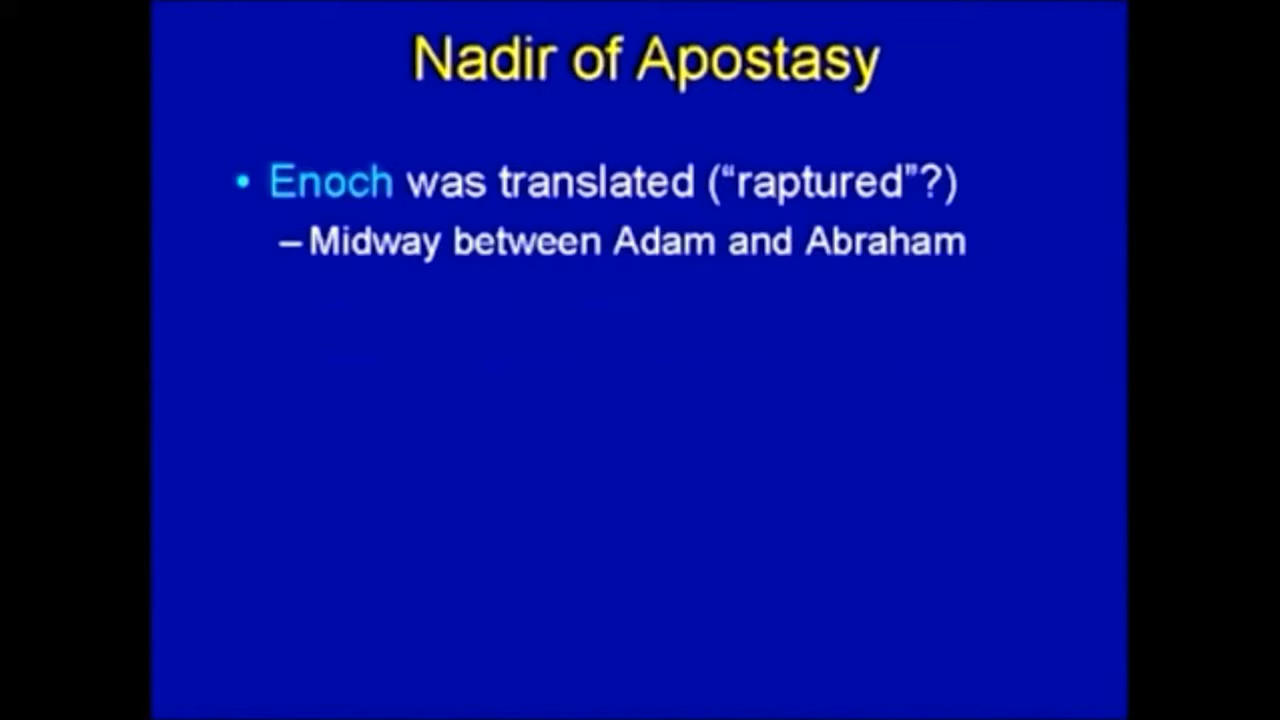 Nadir of Apostasy
• Enoch was translated (“raptured”?)
– Midway between Adam and Abraham